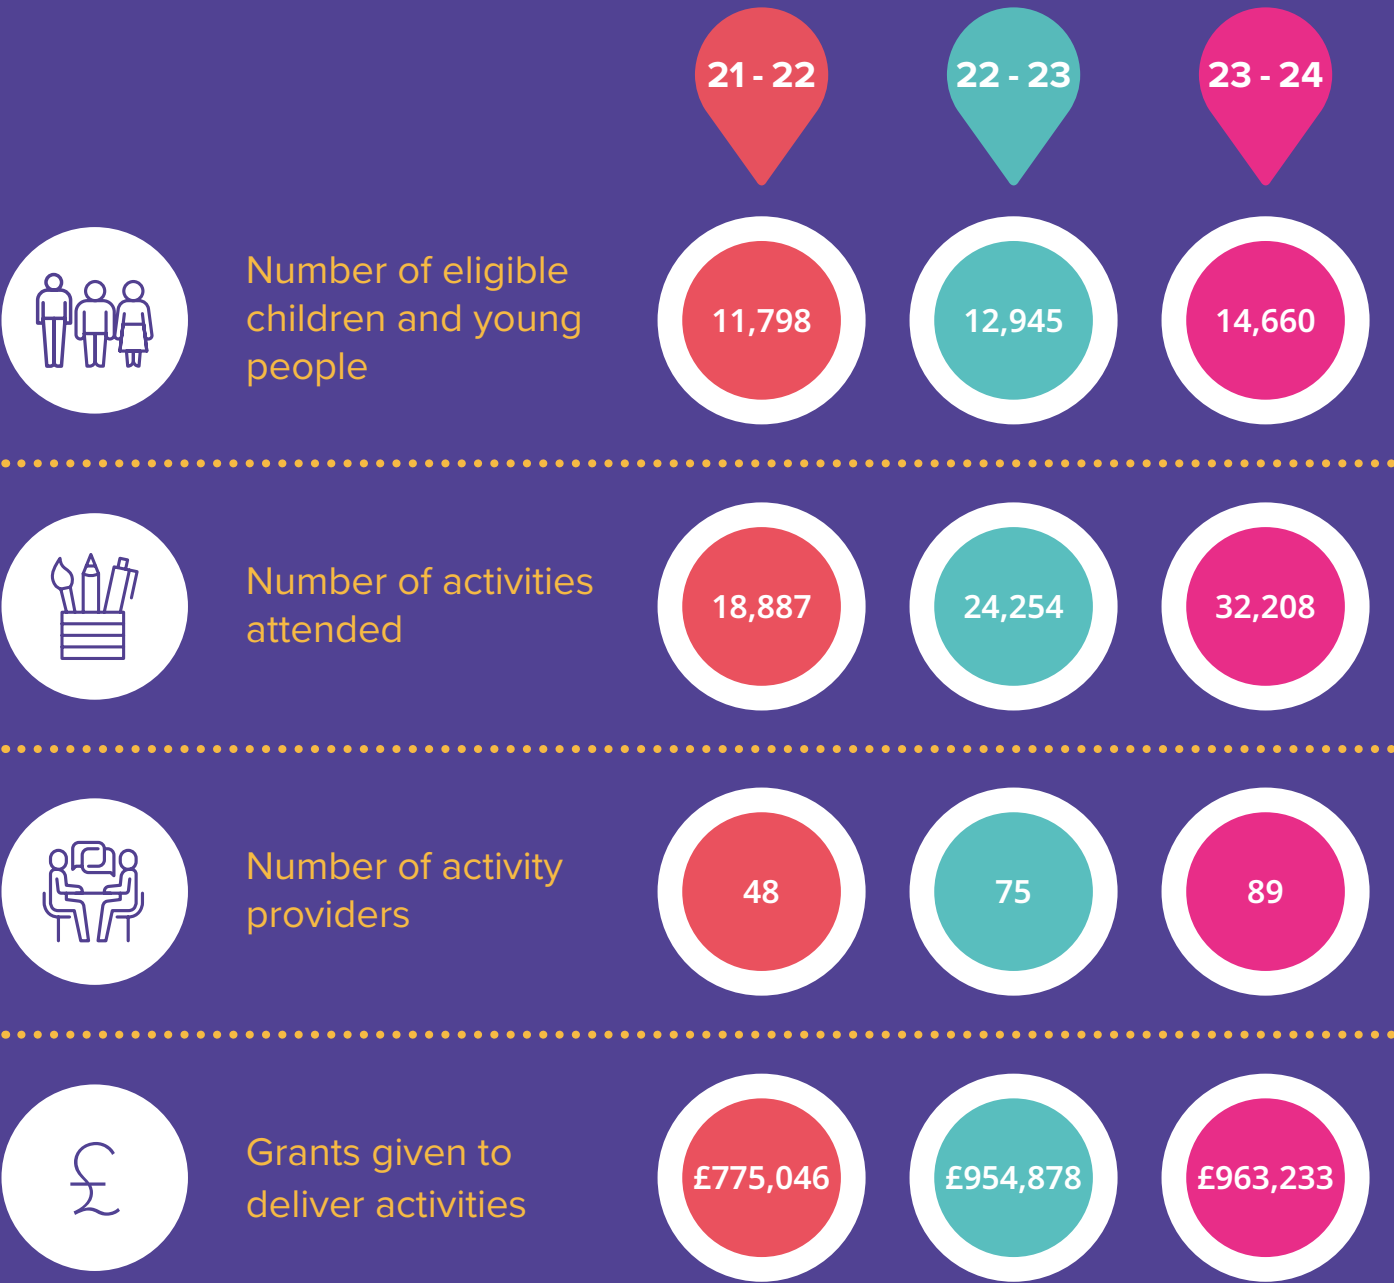 21 - 22
22 - 23
23 - 24
Number of eligible
children and young
people
11,798
12,945
14,660
Number of activities
attended
18,887
24,254
32,208
Number of activity
providers
48
75
89
£
Grants given to
deliver activities
£775,046
£954,878
£963,233